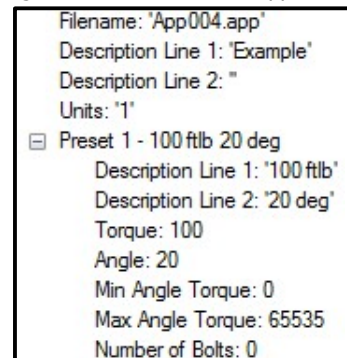 Filename: 'App004.app'
Description Line 1: 'Example'
Description Line 2: ''
Units: '1'
Preset 1 - 100 ftlb 20 deg
Description Line 1: '100 ftlb'
Description Line 2: '20 deg'
Torque: 100
Angle: 20
Min Angle Torque: 0
Max Angle Torque: 65535
Number of Bolts: 0